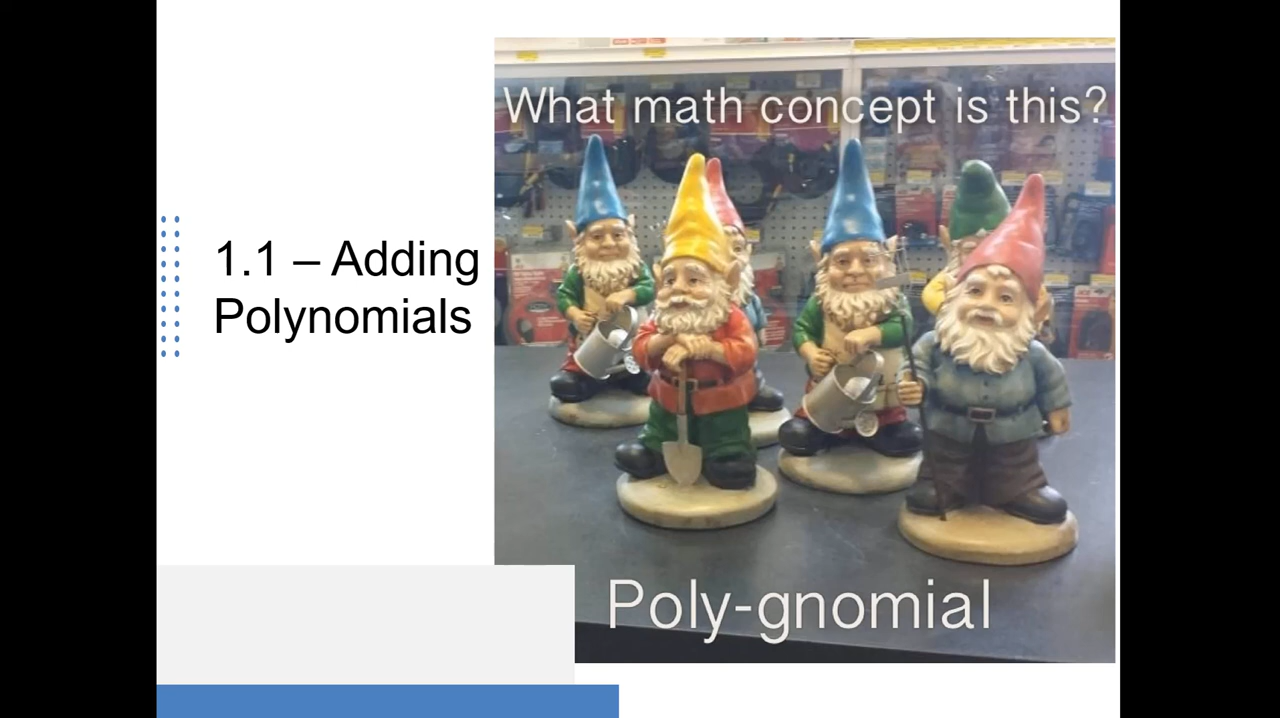 1.1 – Adding
Polynomials
What math concept is this?
Poly-gnomial